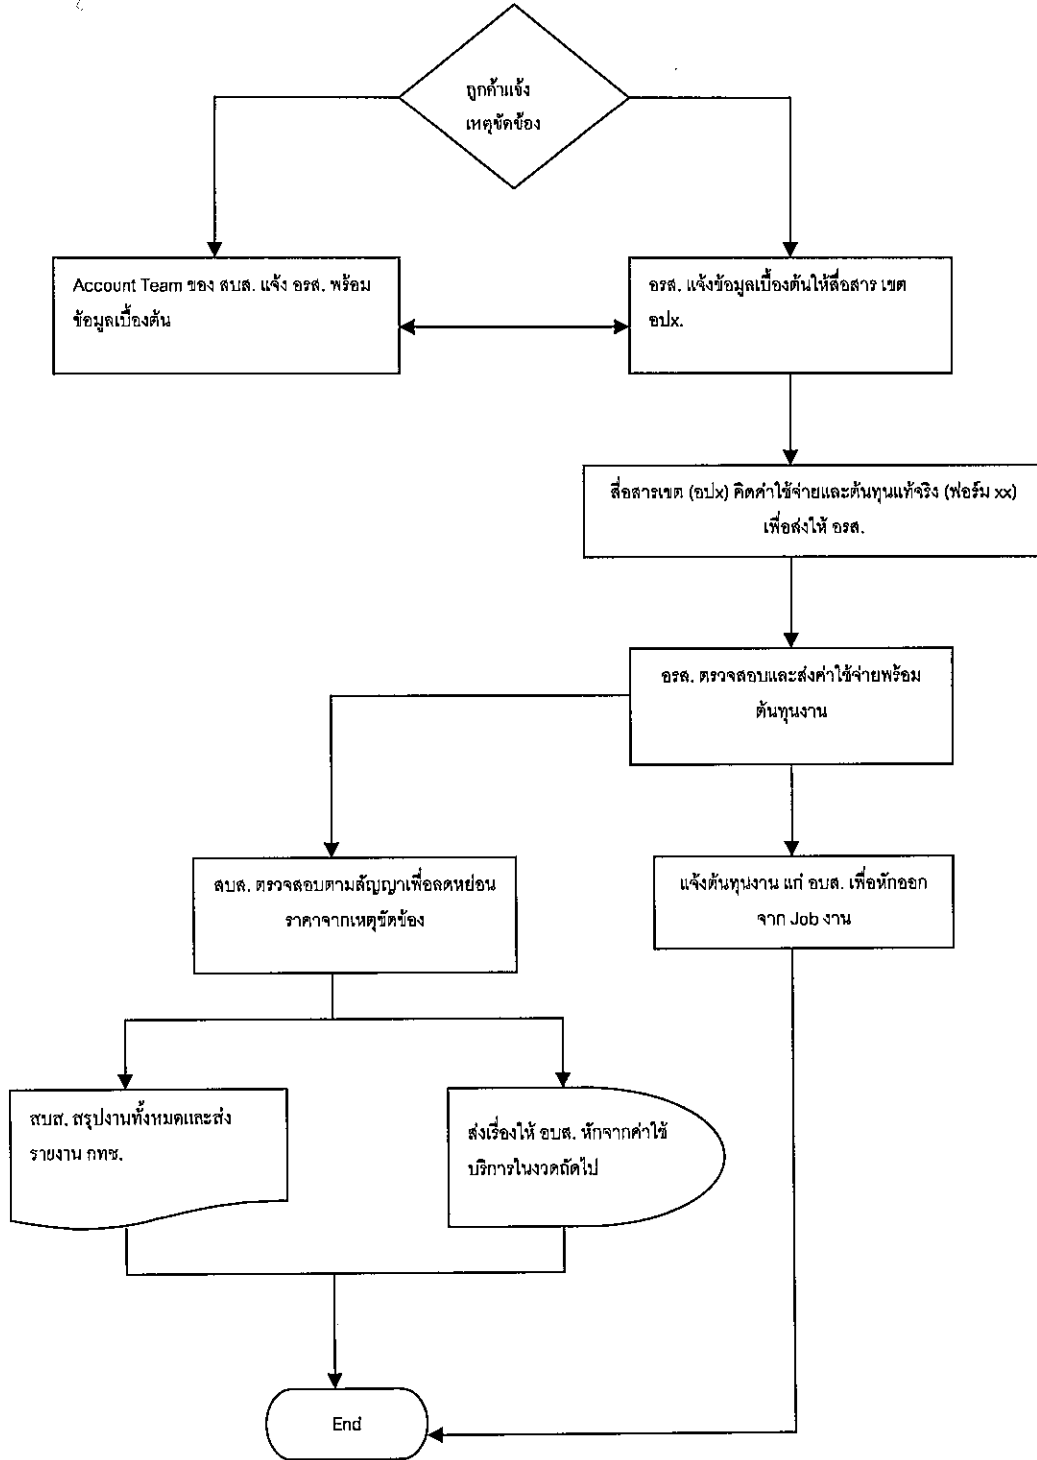 ถูกค้าแจ้ง
เหตุขัดข้อง
Account Team ของ สบส. แจ้ง อรส. พร้อม
ข้อมูลเบื้องต้น
อรส. แจ้งข้อมูลเบื้องต้นให้สื่อสาร เขต
อปx.
สื่อสารเขต (อปx) คิดค่าใช้จ่ายและต้นทุนแท้จริง (ฟอร์ม xx)
เพื่อส่งให้ อรส.
อรส. ตรวจสอบและส่งค่าใช้จ่ายพร้อม
ต้นทุนงาน
สบส. ตรวจสอบตามสัญญาเพื่อลดหย่อน
ราคาจากเหตุขัดข้อง
แจ้งต้นทุนงาน แก่ อบส. เพื่อหักออก
จาก Job งาน
สบส. สรุปงานทั้งหมดและส่ง
รายงาน กทช.
ส่งเรื่องให้ อบส. หักจากค่าใช้
บริการในงวดถัดไป
End